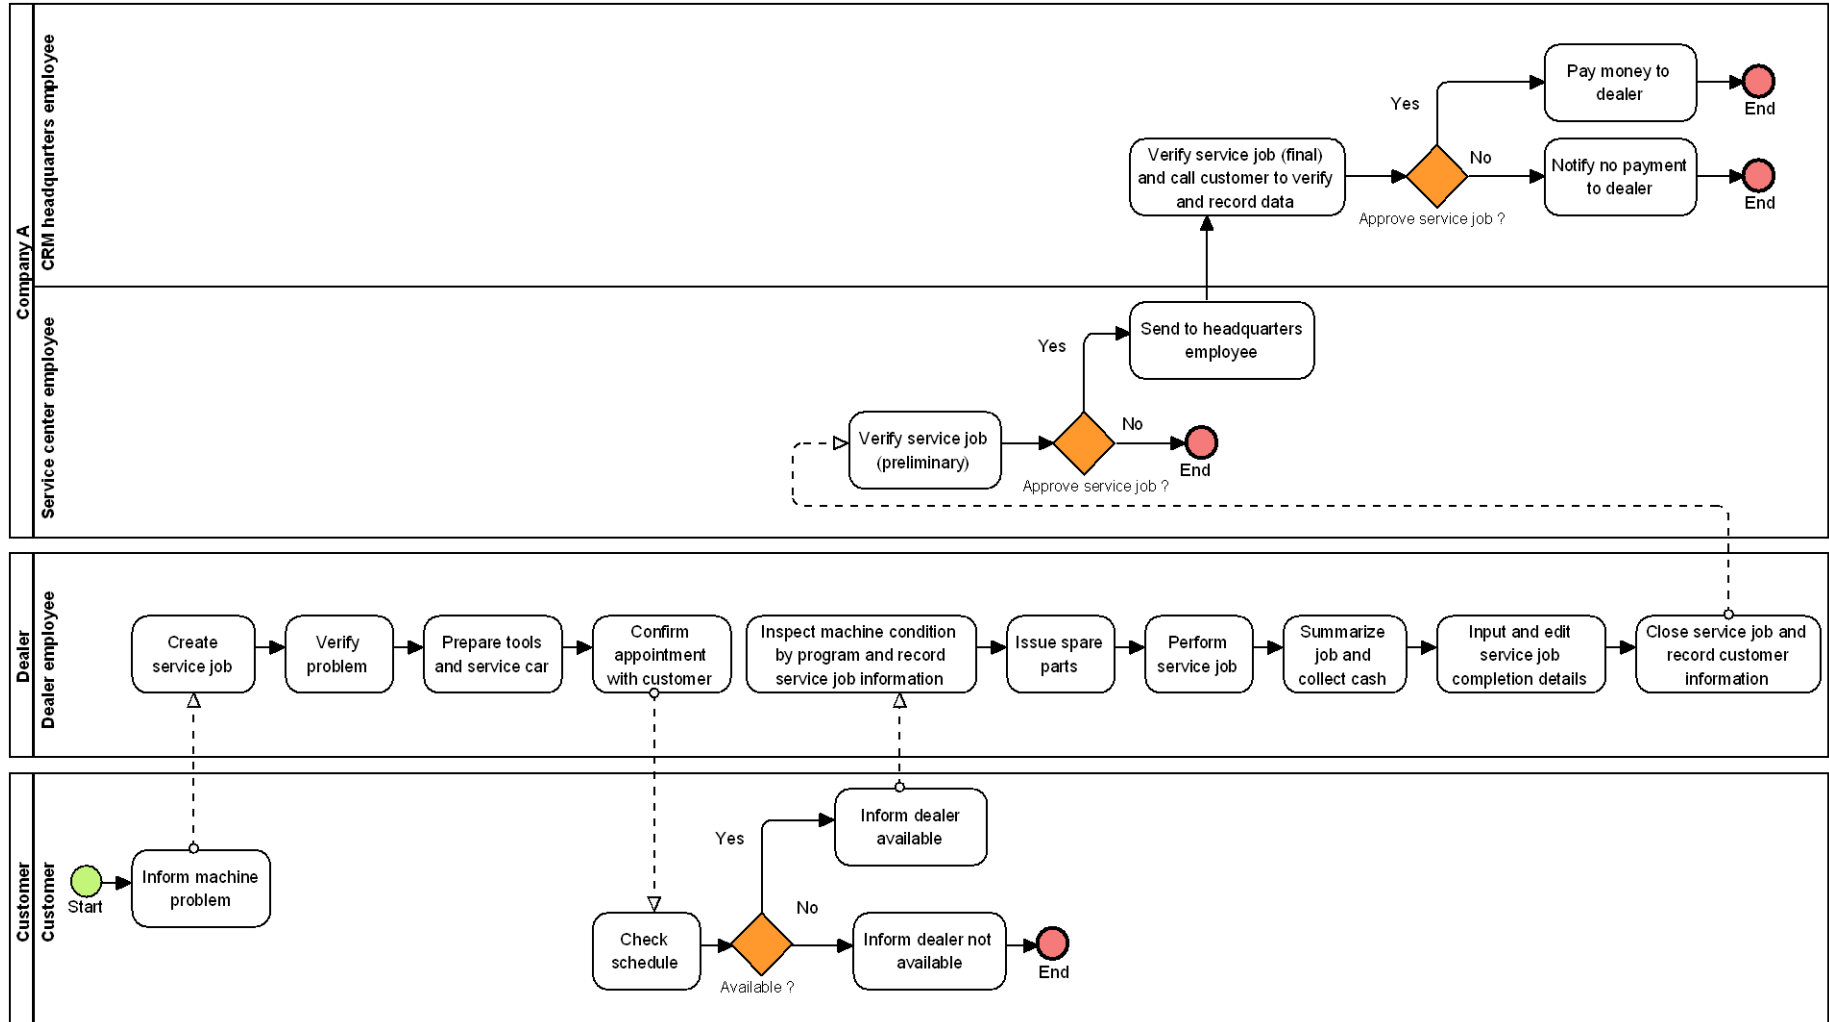 Company A
CRM headquarters employee
Pay money to
dealer
End
Yes
Verify service job (final)
and call customer to verify
and record data
No
Notify no payment
to dealer
End
Approve service job ?
Service center employee
Send to headquarters
employee
Yes
Verify service job
(preliminary)
No
End
Approve service job ?
Dealer
Dealer employee
Create
service job
Verify
problem
Prepare tools
and service car
Confirm
appointment
with customer
Inspect machine condition
by program and record
service job information
Issue spare
parts
Perform
service job
Summarize
job and
collect cash
Input and edit
service job
completion details
Close service job and
record customer
information
Customer
Customer
Start
Inform machine
problem
Check
schedule
Available ?
Yes
Inform dealer
available
No
Inform dealer not
available
End